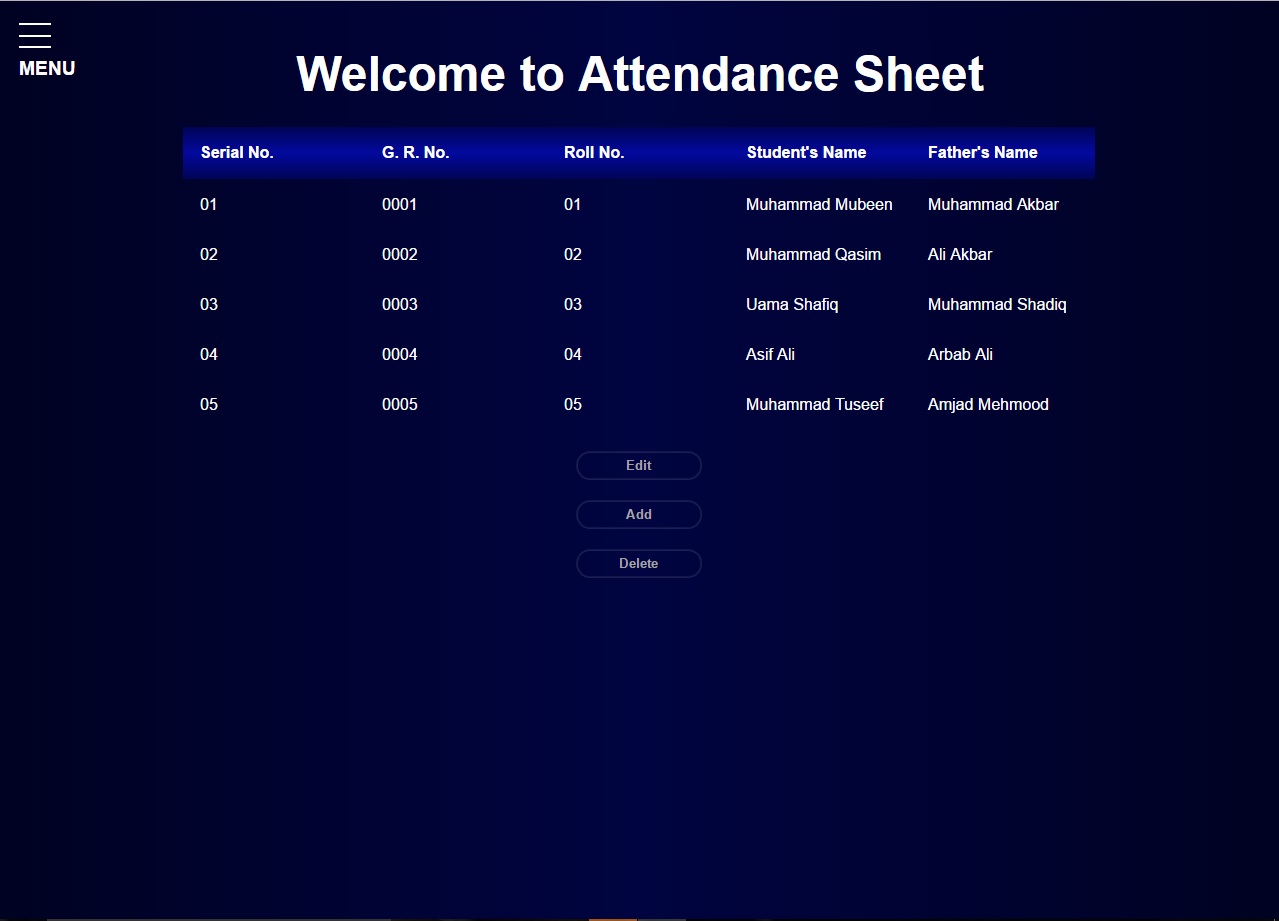 MENU
Welcome to Attendance Sheet
Serial No. G. R. No. Roll No. Student's Name Father's Name
01 0001 01 Muhammad Mubeen Muhammad Akbar
02 0002 02 Muhammad Qasim Ali Akbar
03 0003 03 Uama Shafiq Muhammad Shadiq
04 0004 04 Asif Ali Arbab Ali
05 0005 05 Muhammad Tuseef Amjad Mehmood
Edit
Add
Delete